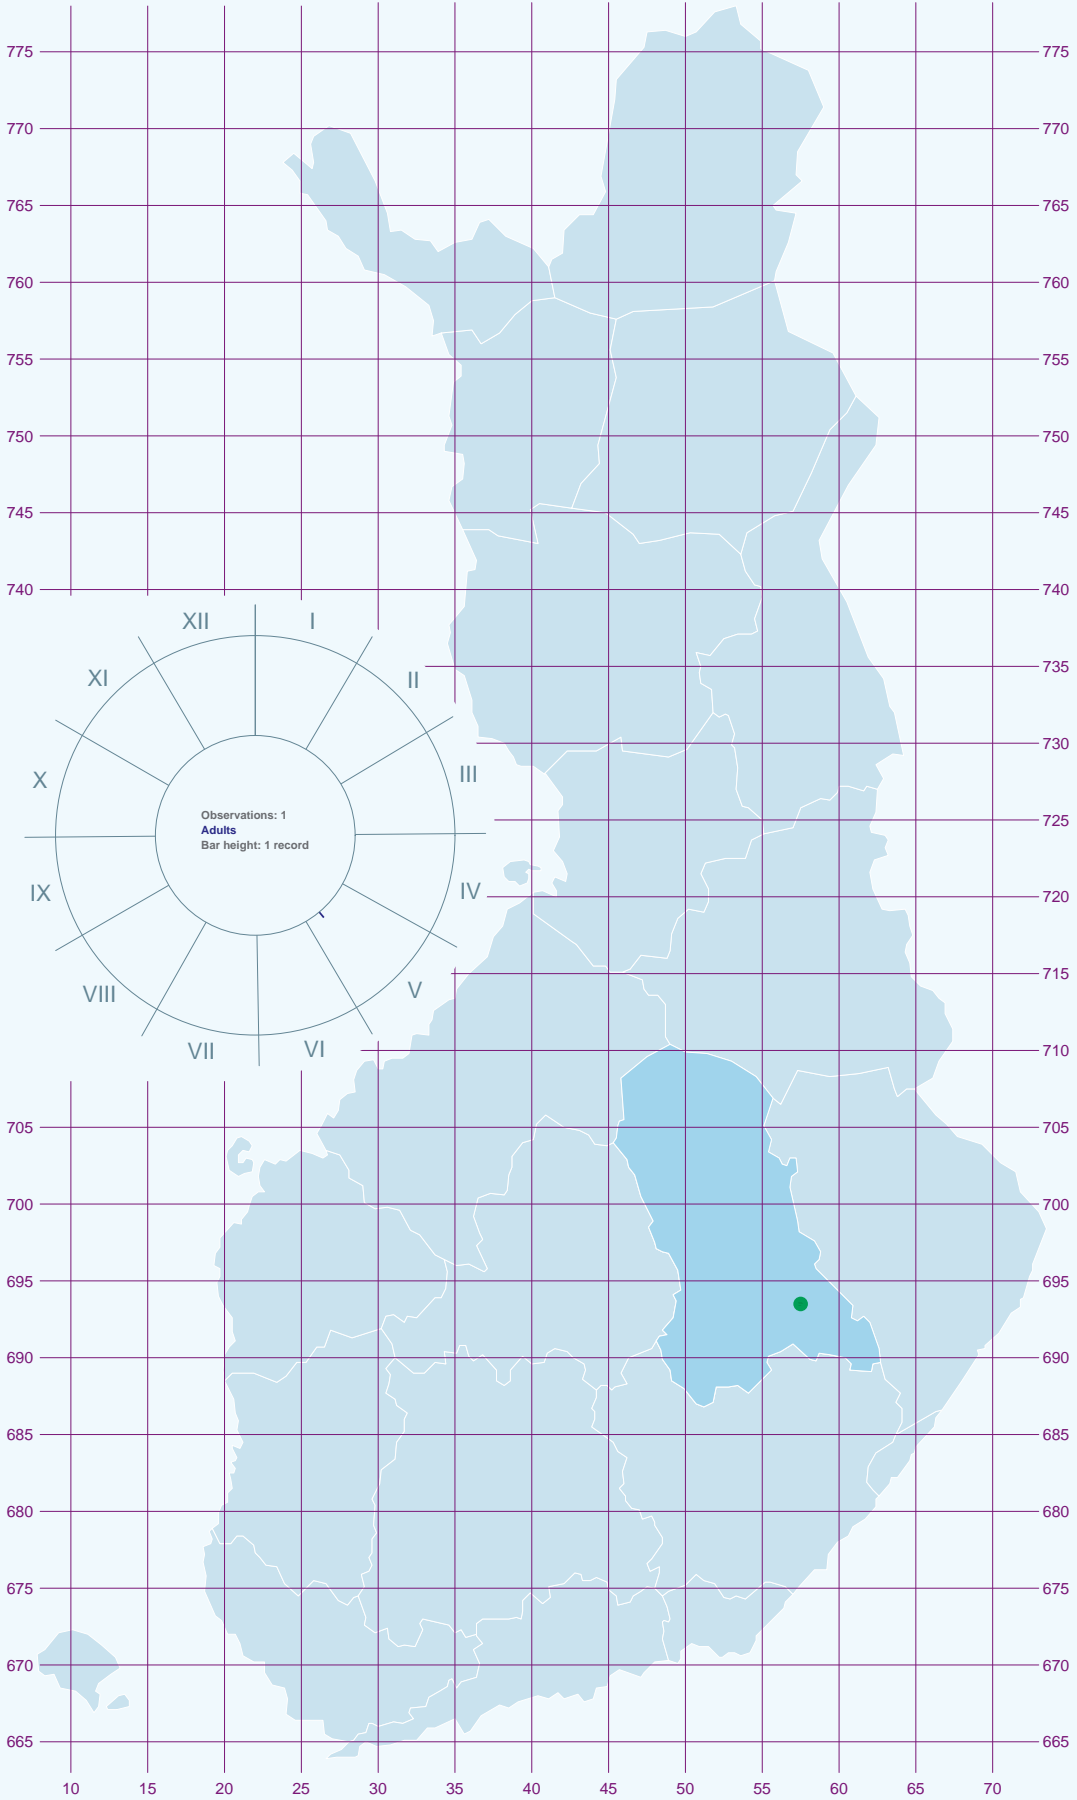 775 775
770 770
765 765
760 760
755 755
750 750
745 745
740 740
XII I
XI II
735
730
X III
Observations: 1
Adults
Bar height: 1 record
725
IX IV
720
VIII V
715
VII VI
710
705 705
700 700
695 695
690 690
685 685
680 680
675 675
670 670
665 665
10 15 20 25 30 35 40 45 50 55 60 65 70